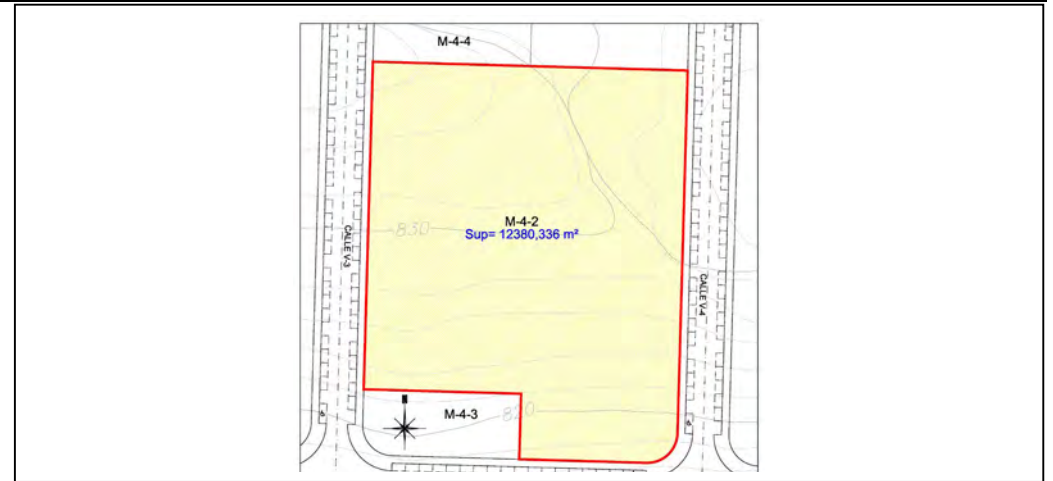 M-4-4
M-4-2
Sup= 12380,336 m²
830
CALLE V-3
CALLE V-4
M-4-3
820